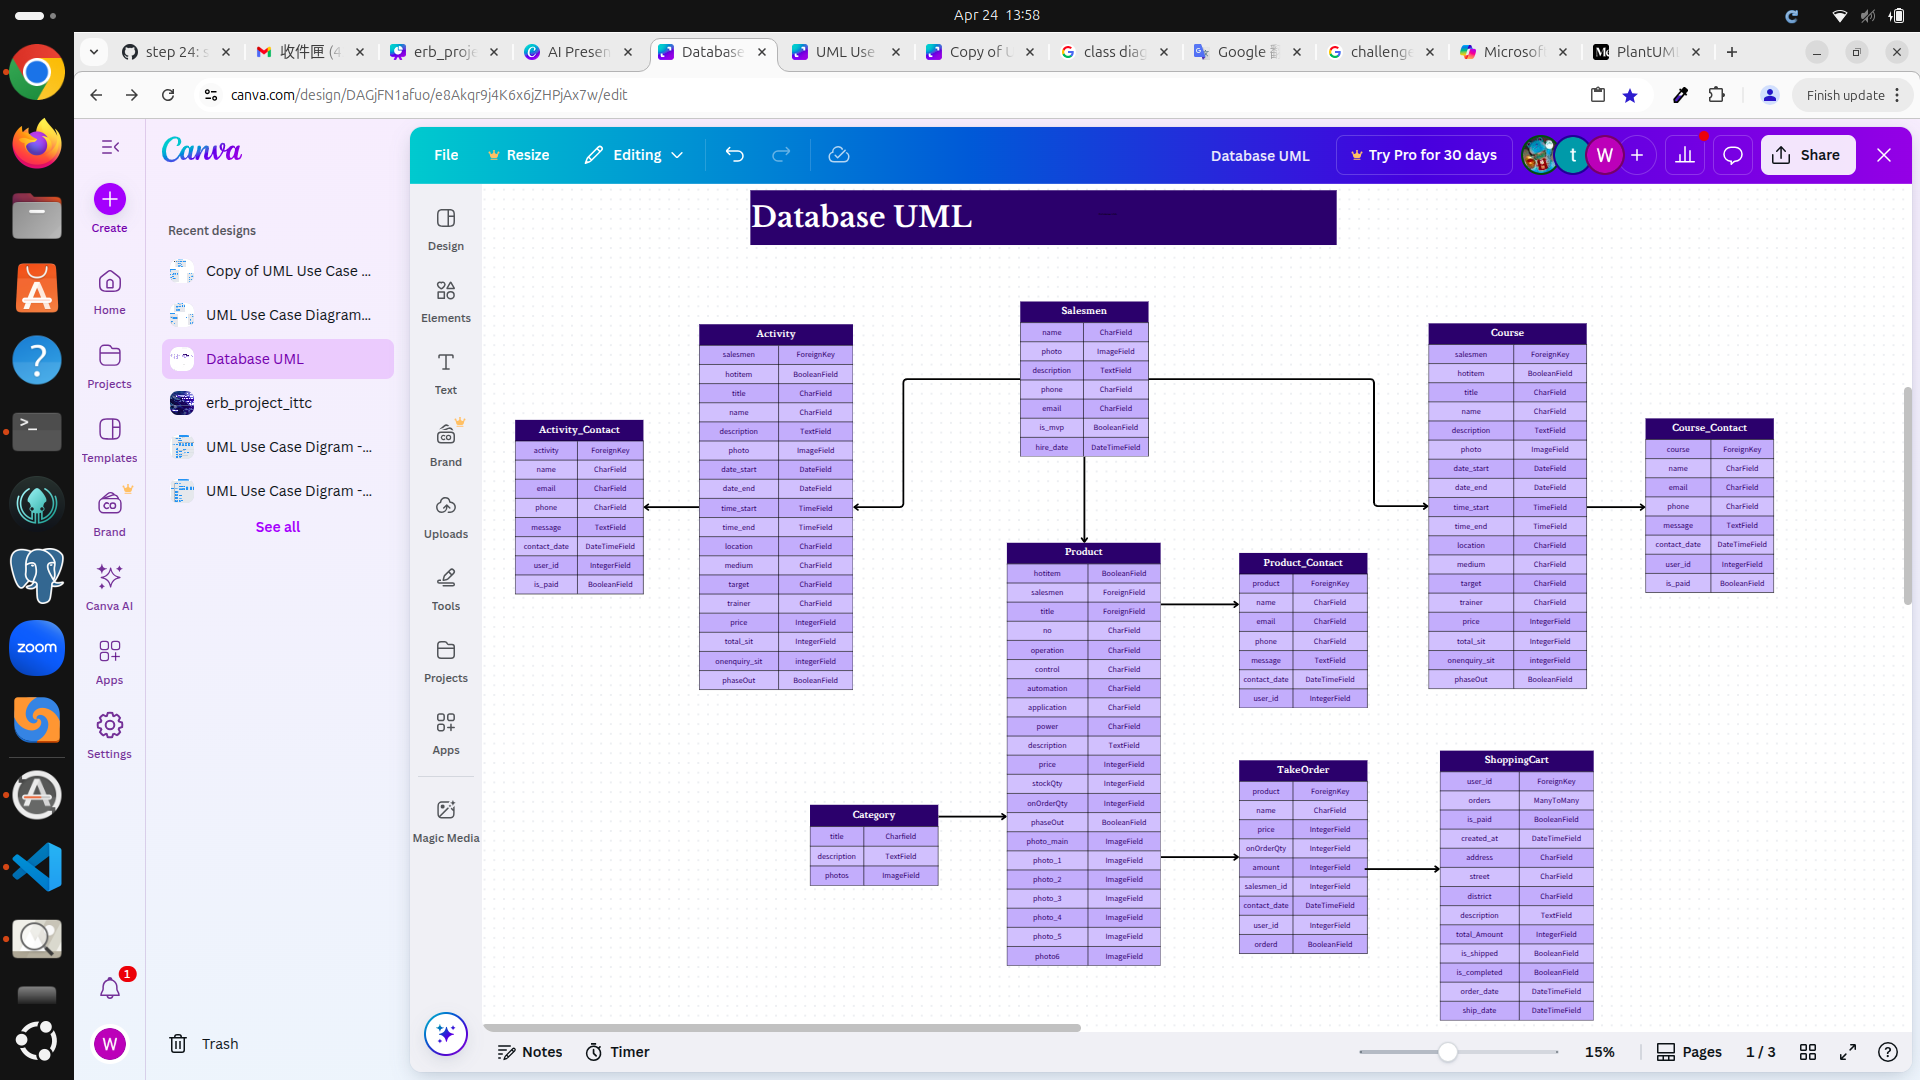 Apr 24 13:58
step 24: s
收件匣 (4
erb_proje
AI Presen
Database
UML Use
Copy of U
class diag
Google 翻
challenge
Microsof
PlantUM
canva.com/design/DAGjFN1afuo/e8Akqr9j4K6x6jZHPjAx7w/edit
Finish update
Canva
Create
Home
Projects
Templates
Brand
Canva AI
Apps
Settings
1
W
Recent designs
Copy of UML Use Case ...
UML Use Case Diagram...
Database UML
erb_project_ittc
UML Use Case Digram -...
UML Use Case Digram -...
See all
Trash
zoom
File
Resize
Editing
Database UML
Try Pro for 30 days
t
W
Share
Design
Elements
Text
Brand
Uploads
Tools
Projects
Apps
Magic Media
Database UML
Activity_Contact
activity ForeignKey
name CharField
email CharField
phone CharField
message TextField
contact_date DateTimeField
user_id IntegerField
is_paid BooleanField
Activity
salesmen ForeignKey
hotitem BooleanField
title CharField
name CharField
description TextField
photo ImageField
date_start DateField
date_end DateField
time_start TimeField
time_end TimeField
location CharField
medium CharField
target CharField
trainer CharField
price IntegerField
total_sit IntegerField
onenquiry_sit integerField
phaseOut BooleanField
Salesmen
name CharField
photo ImageField
description TextField
phone CharField
email CharField
is_mvp BooleanField
hire_date DateTimeField
Course
salesmen ForeignKey
hotitem BooleanField
title CharField
name CharField
description TextField
photo ImageField
date_start DateField
date_end DateField
time_start TimeField
time_end TimeField
location CharField
medium CharField
target CharField
trainer CharField
price IntegerField
total_sit IntegerField
onenquiry_sit integerField
phaseOut BooleanField
Course_Contact
course ForeignKey
name CharField
email CharField
phone CharField
message TextField
contact_date DateTimeField
user_id IntegerField
is_paid BooleanField
Product
hotitem BooleanField
salesmen ForeignField
title ForeignField
no CharField
operation CharField
control CharField
automation CharField
application CharField
power CharField
description TextField
price IntegerField
stockQty IntegerField
onOrderQty IntegerField
phaseOut BooleanField
photo_main ImageField
photo_1 ImageField
photo_2 ImageField
photo_3 ImageField
photo_4 ImageField
photo_5 ImageField
photo6 ImageField
Product_Contact
product ForeignKey
name CharField
email CharField
phone CharField
message TextField
contact_date DateTimeField
user_id IntegerField
Category
title Charfield
description TextField
photos ImageField
TakeOrder
product ForeignKey
name CharField
price IntegerField
onOrderQty IntegerField
amount IntegerField
salesmen_id IntegerField
contact_date DateTimeField
user_id IntegerField
orderd BooleanField
ShoppingCart
user_id ForeignKey
orders ManyToMany
is_paid BooleanField
created_at DateTimeField
address CharField
street CharField
district CharField
description TextField
total_Amount IntegerField
is_shipped BooleanField
is_completed BooleanField
order_date DateTimeField
ship_date DateTimeField
Notes
Timer
15%
Pages
1 / 3